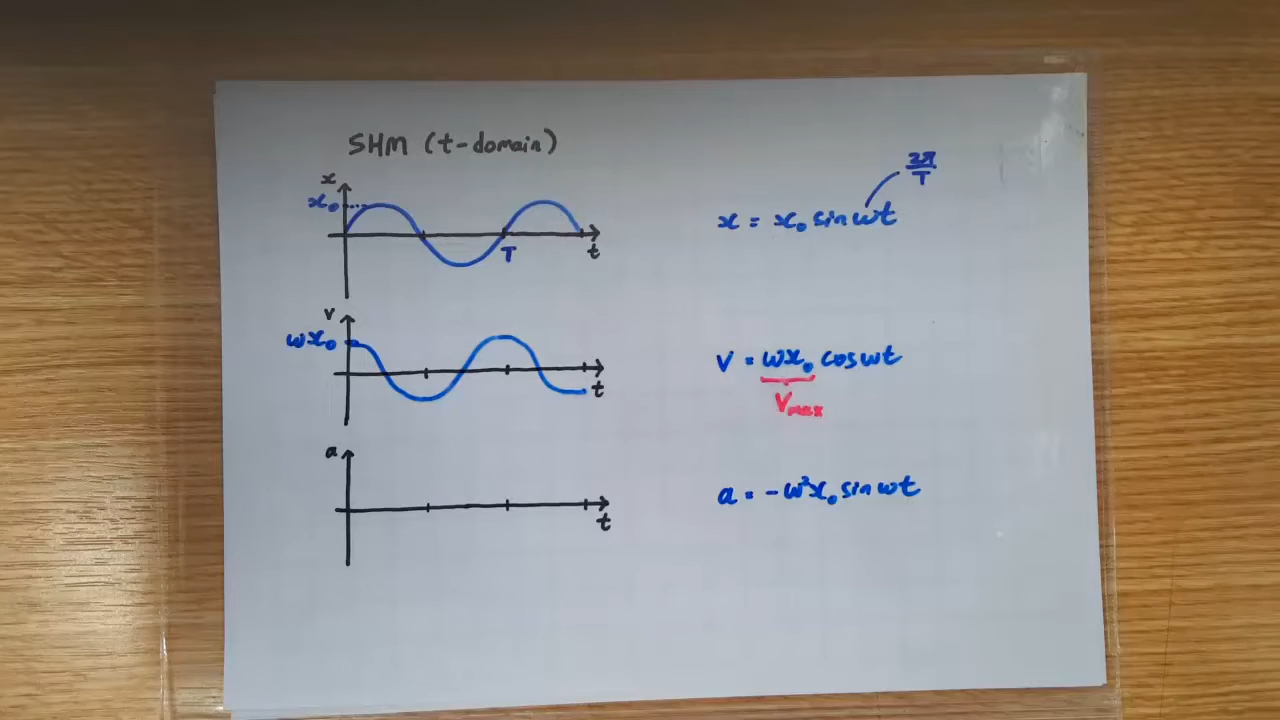 SHM (t-domain)
x
x₀
T
t
x = x₀ sin ωt
2π/T
v
ωx₀
t
v = ωx₀ cos ωt
Vmax
a
t
a = -ω²x₀ sin ωt